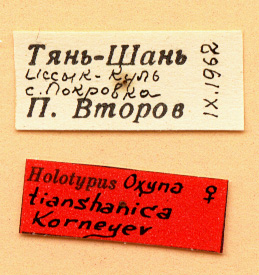 Тянь-Шань
Иссык-Куль
с. Покровка
П. Второв
IX.1962
Holotypus Oxyna ♀
tianshanica
Korneyev